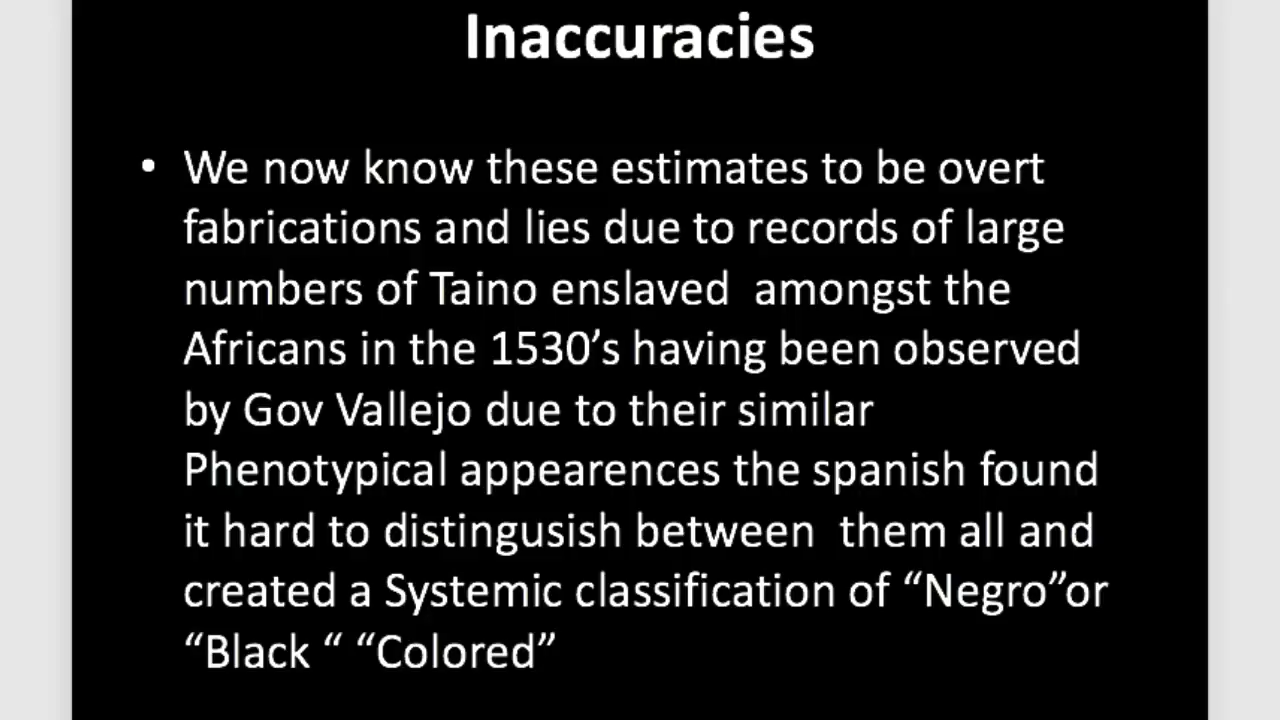 Inaccuracies
• We now know these estimates to be overt
fabrications and lies due to records of large
numbers of Taino enslaved  amongst the
Africans in the 1530’s having been observed
by Gov Vallejo due to their similar
Phenotypical appearences the spanish found
it hard to distingusish between  them all and
created a Systemic classification of “Negro”or
“Black “ “Colored”